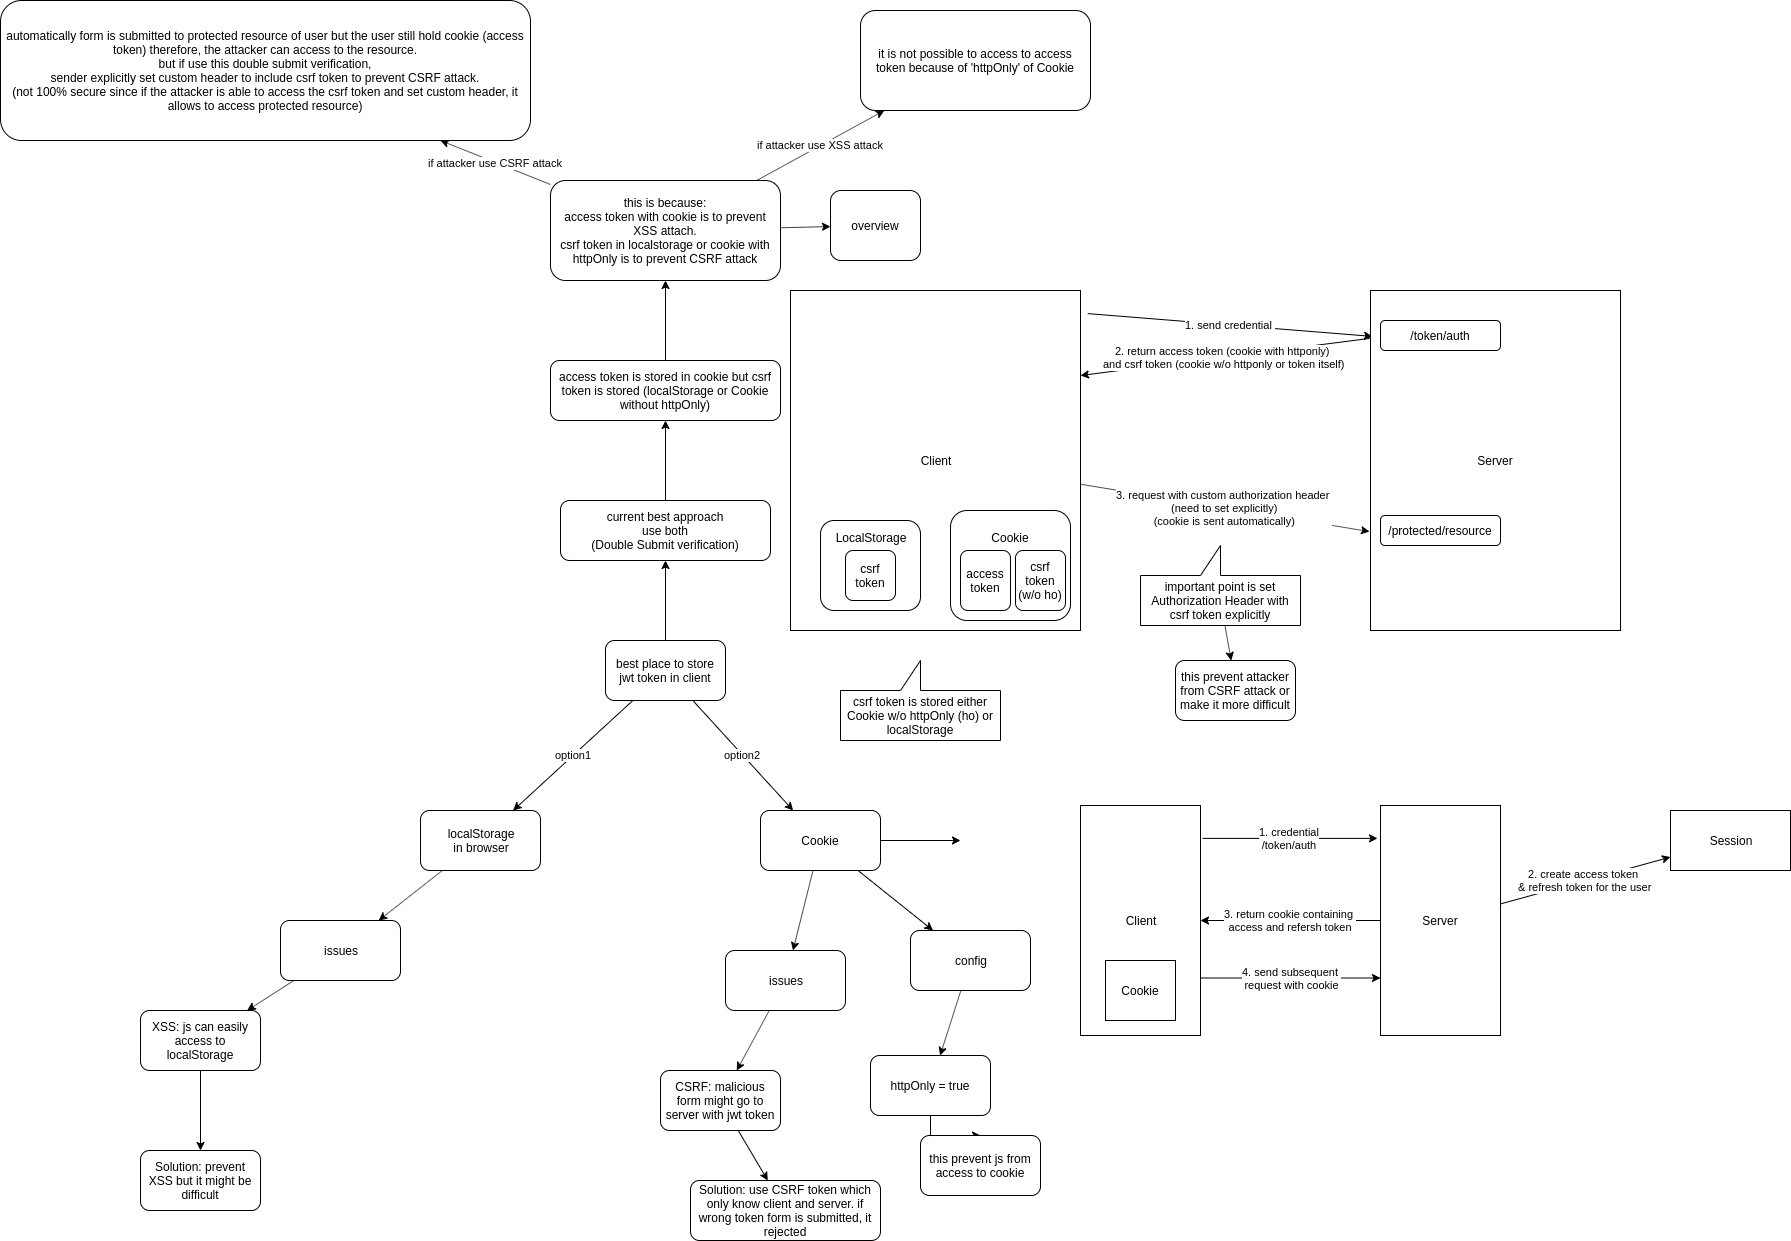 automatically form is submitted to protected resource of user but the user still hold cookie (access
token) therefore, the attacker can access to the resource.
but if use this double submit verification,
sender explicitly set custom header to include csrf token to prevent CSRF attack.
(not 100% secure since if the attacker is able to access the csrf token and set custom header, it
allows to access protected resource)
it is not possible to access to access
token because of 'httpOnly' of Cookie
if attacker use CSRF attack
if attacker use XSS attack
this is because:
access token with cookie is to prevent
XSS attach.
csrf token in localstorage or cookie with
httpOnly is to prevent CSRF attack
overview
access token is stored in cookie but csrf
token is stored (localStorage or Cookie
without httpOnly)
current best approach
use both
(Double Submit verification)
best place to store
jwt token in client
Client
LocalStorage
csrf
token
Cookie
access
token
csrf
token
(w/o ho)
1. send credential
2. return access token (cookie with httponly)
and csrf token (cookie w/o httponly or token itself)
3. request with custom authorization header
(need to set explicitly)
(cookie is sent automatically)
/token/auth
Server
/protected/resource
important point is set
Authorization Header with
csrf token explicitly
this prevent attacker
from CSRF attack or
make it more difficult
csrf token is stored either
Cookie w/o httpOnly (ho) or
localStorage
option1
option2
localStorage
in browser
issues
XSS: js can easily
access to
localStorage
Solution: prevent
XSS but it might be
difficult
Cookie
issues
CSRF: malicious
form might go to
server with jwt token
Solution: use CSRF token which
only know client and server. if
wrong token form is submitted, it
rejected
config
httpOnly = true
this prevent js from
access to cookie
Client
Cookie
1. credential
/token/auth
3. return cookie containing
access and refersh token
4. send subsequent
request with cookie
Server
2. create access token
& refresh token for the user
Session